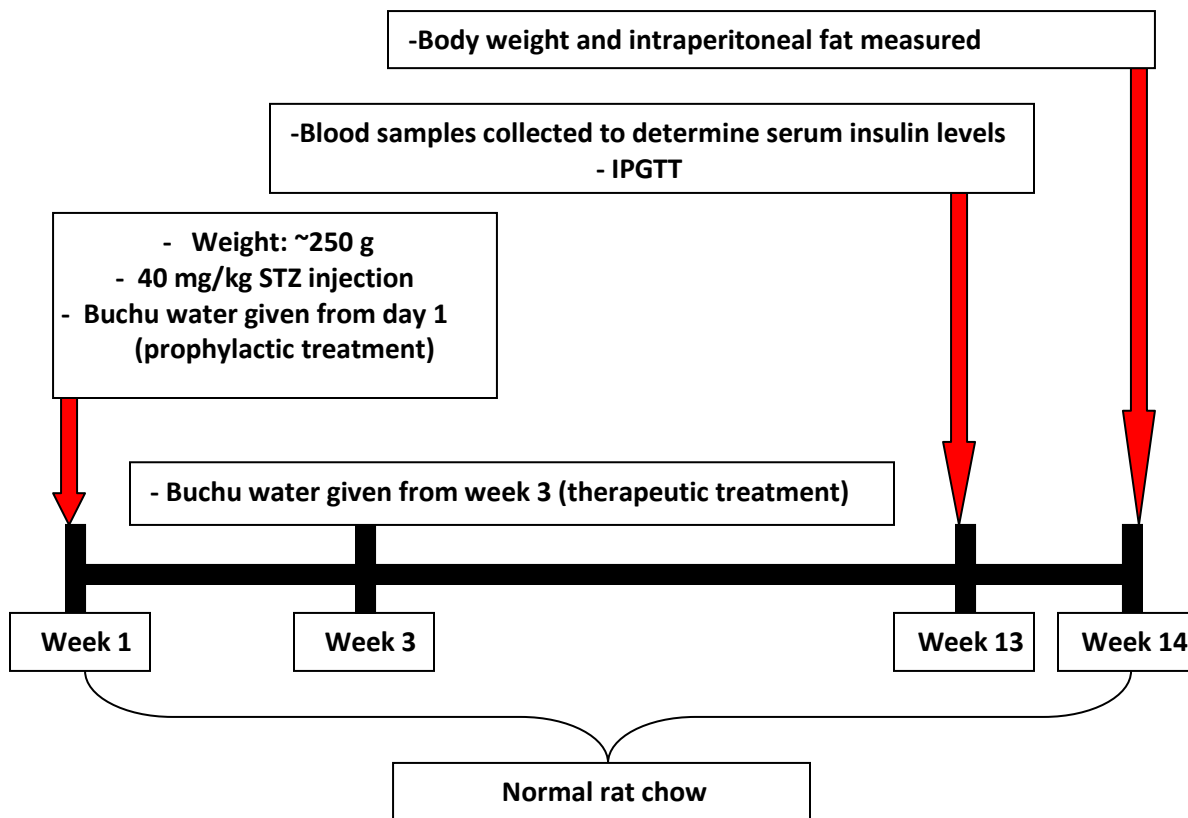 -Body weight and intraperitoneal fat measured
-Blood samples collected to determine serum insulin levels
- IPGTT
- Weight: ~250 g
- 40 mg/kg STZ injection
- Buchu water given from day 1
(prophylactic treatment)
- Buchu water given from week 3 (therapeutic treatment)
Week 1
Week 3
Week 13
Week 14
Normal rat chow